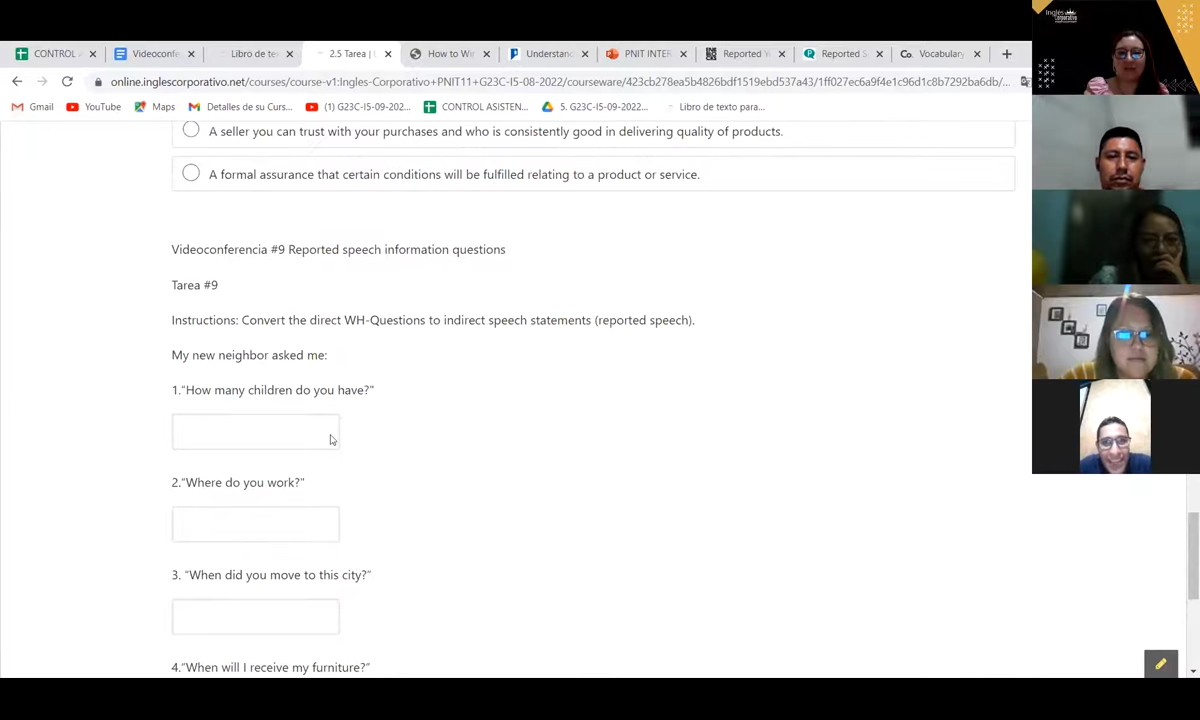 Inglés Corporativo
CONTROL
Videoconfe
Libro de te
2.5 Tarea |
How to Wr
Understan
PNIT INTER
Reported
Reported S
Co. Vocabulary
online.inglescorporativo.net/courses/course-v1:Ingles-Corporativo+PNIT11+G23C-I5-08-2022/courseware/423cb278ea5b4826bdf1519ebd537a43/1ff027ec6a9f4e1c96d1c8b7292ba6db/...
Gmail
YouTube
Maps
Detalles de su Curs...
(1) G23C-I5-09-202...
CONTROL ASISTEN...
5. G23C-I5-09-2022...
Libro de texto para...
A seller you can trust with your purchases and who is consistently good in delivering quality of products.
A formal assurance that certain conditions will be fulfilled relating to a product or service.
Videoconferencia #9 Reported speech information questions
Tarea #9
Instructions: Convert the direct WH-Questions to indirect speech statements (reported speech).
My new neighbor asked me:
1."How many children do you have?"
2."Where do you work?"
3. "When did you move to this city?"
4."When will I receive my furniture?"